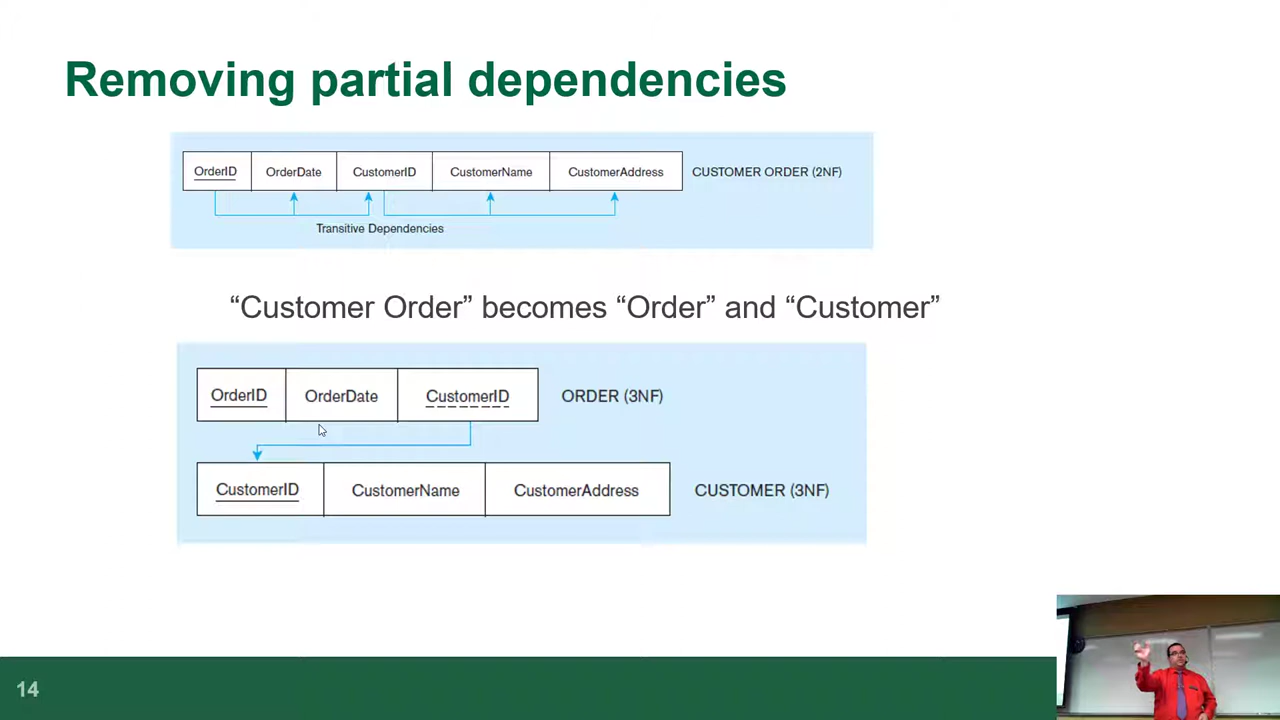 Removing partial dependencies
OrderID OrderDate CustomerID CustomerName CustomerAddress CUSTOMER ORDER (2NF)
Transitive Dependencies
“Customer Order” becomes “Order” and “Customer”
OrderID OrderDate CustomerID ORDER (3NF)
CustomerID CustomerName CustomerAddress CUSTOMER (3NF)
14